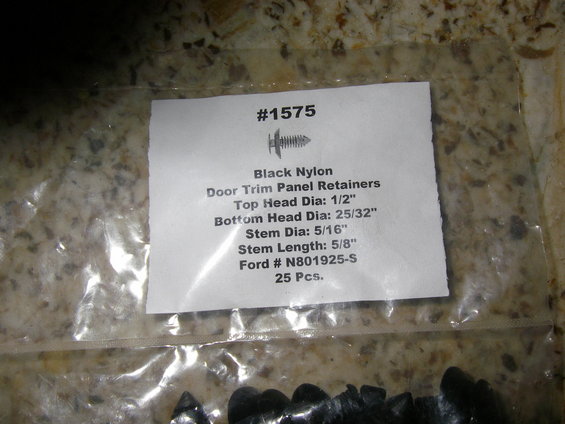 #1575
Black Nylon
Door Trim Panel Retainers
Top Head Dia: 1/2"
Bottom Head Dia: 25/32"
Stem Dia: 5/16"
Stem Length: 5/8"
Ford # N801925-S
25 Pcs.